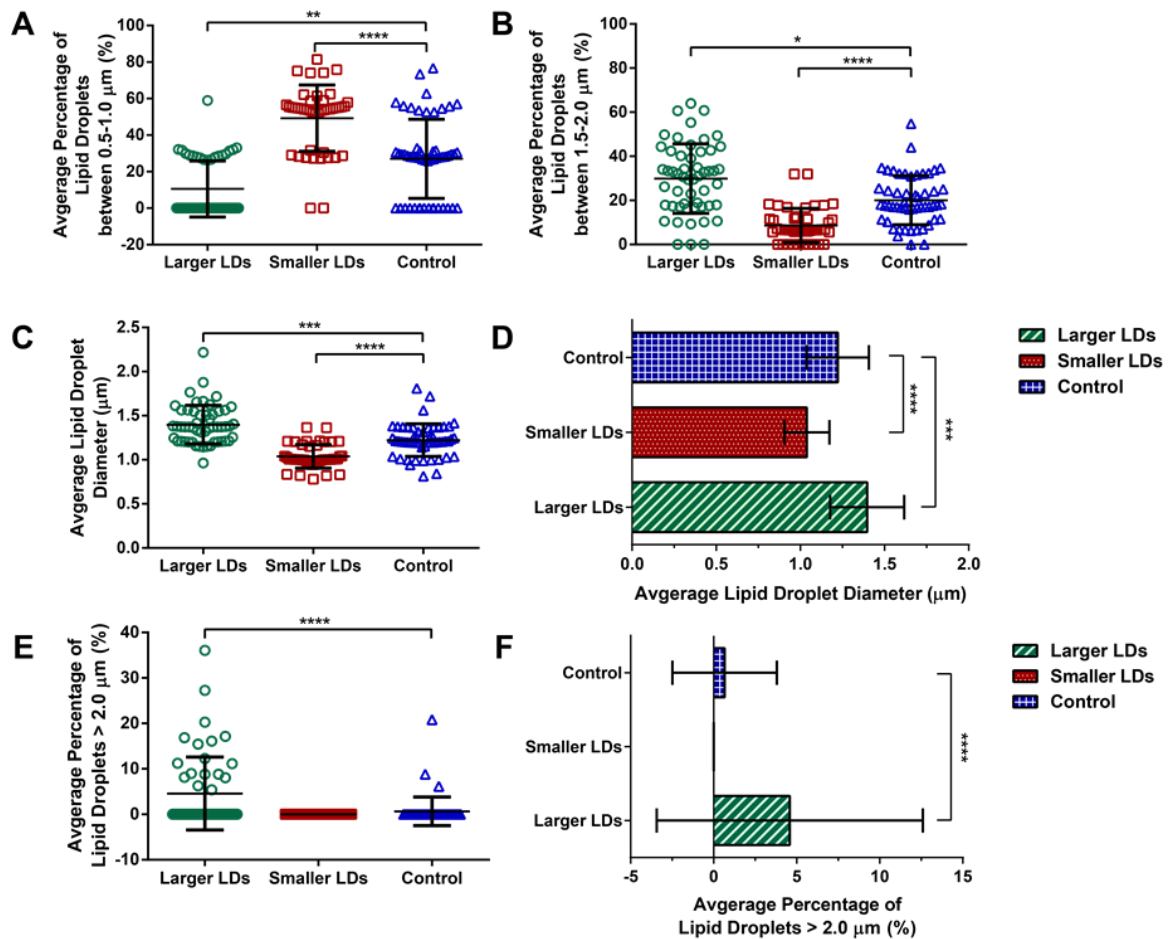 A
Avgerage Percentage of
Lipid Droplets
between 0.5-1.0 μm (%)
100
80
60
40
20
0
-20
**
****
Larger LDs
Smaller LDs
Control
B
Avgerage Percentage of
Lipid Droplets
between 1.5-2.0 μm (%)
100
80
60
40
20
0
*
****
Larger LDs
Smaller LDs
Control
C
Avgerage Lipid Droplet
Diameter (μm)
2.5
2.0
1.5
1.0
0.5
0.0
***
****
Larger LDs
Smaller LDs
Control
D
Control
Smaller LDs
Larger LDs
****
***
0.0
0.5
1.0
1.5
2.0
Avgerage Lipid Droplet Diameter (μm)
Larger LDs
Smaller LDs
Control
E
Avgerage Percentage of
Lipid Droplets > 2.0 μm (%)
40
30
20
10
0
-10
****
Larger LDs
Smaller LDs
Control
F
Control
Smaller LDs
Larger LDs
****
-5
0
5
10
15
Avgerage Percentage of
Lipid Droplets > 2.0 μm (%)
Larger LDs
Smaller LDs
Control